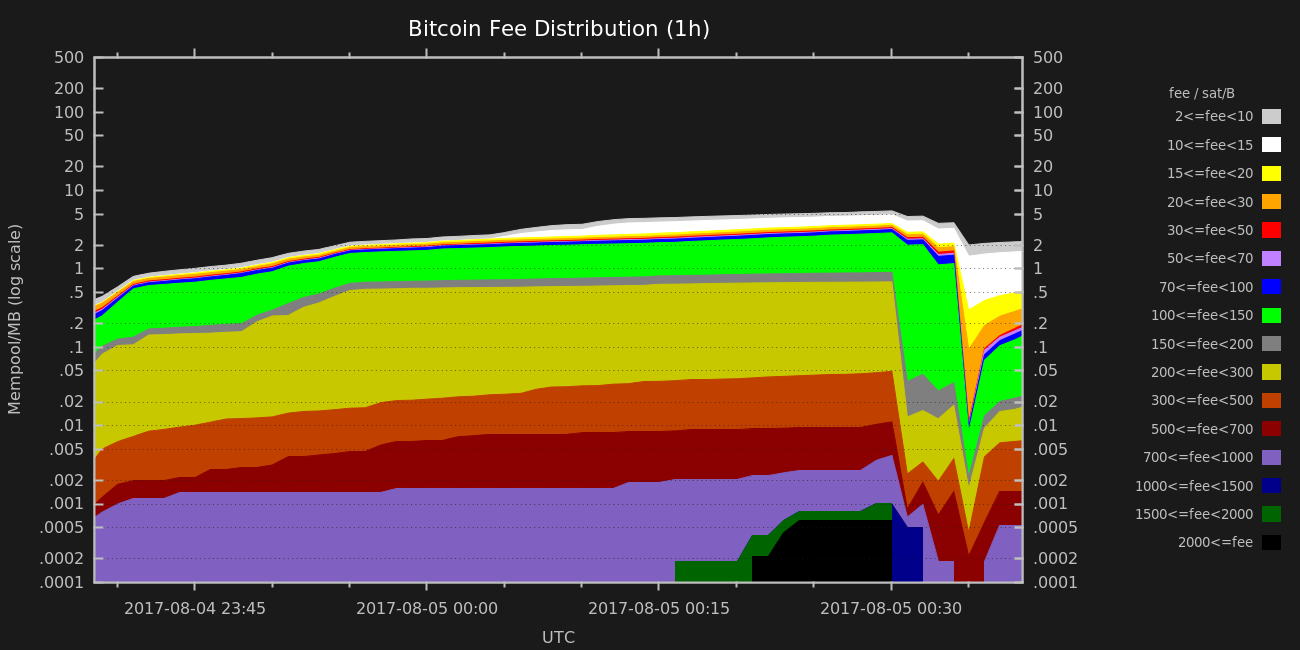 Bitcoin Fee Distribution (1h)
Mempool/MB (log scale)
500
200
100
50
20
10
5
2
1
.5
.2
.1
.05
.02
.01
.005
.002
.001
.0005
.0002
.0001
500
200
100
50
20
10
5
2
1
.5
.2
.1
.05
.02
.01
.005
.002
.001
.0005
.0002
.0001
2017-08-04 23:45
2017-08-05 00:00
2017-08-05 00:15
2017-08-05 00:30
UTC
fee / sat/B
2<=fee<10
10<=fee<15
15<=fee<20
20<=fee<30
30<=fee<50
50<=fee<70
70<=fee<100
100<=fee<150
150<=fee<200
200<=fee<300
300<=fee<500
500<=fee<700
700<=fee<1000
1000<=fee<1500
1500<=fee<2000
2000<=fee